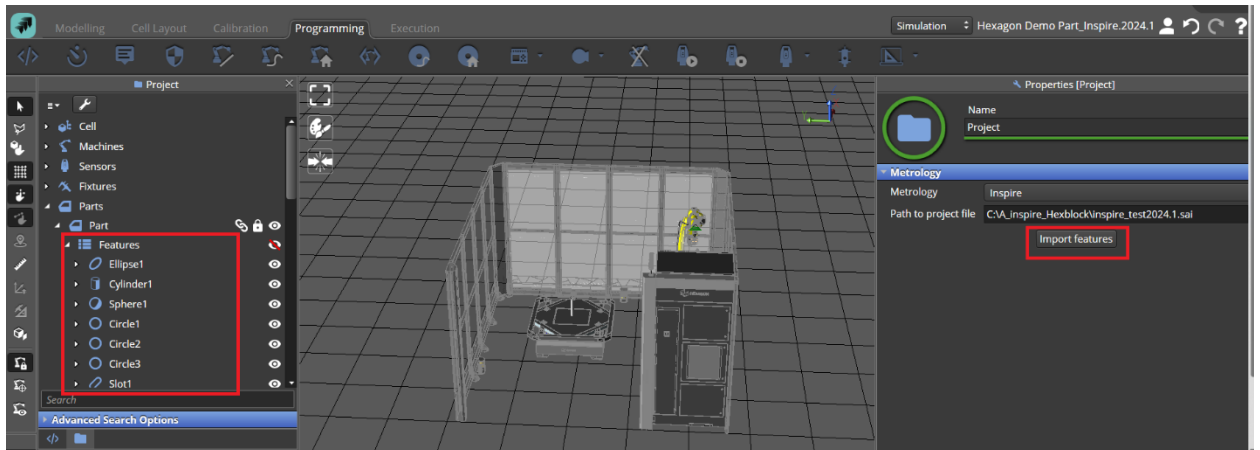 Modelling Cell Layout Calibration Programming Execution Simulation Hexagon Demo Part_Inspire.2024.1 ?
Project
Cell
Machines
Sensors
Fixtures
Parts
Part
Features
Ellipse1
Cylinder1
Sphere1
Circle1
Circle2
Circle3
Slot1
Search
Advanced Search Options
Properties [Project]
Name
Project
Metrology
Metrology Inspire
Path to project file C:\A_inspire_Hexblock\inspire_test2024.1.sai
Import features